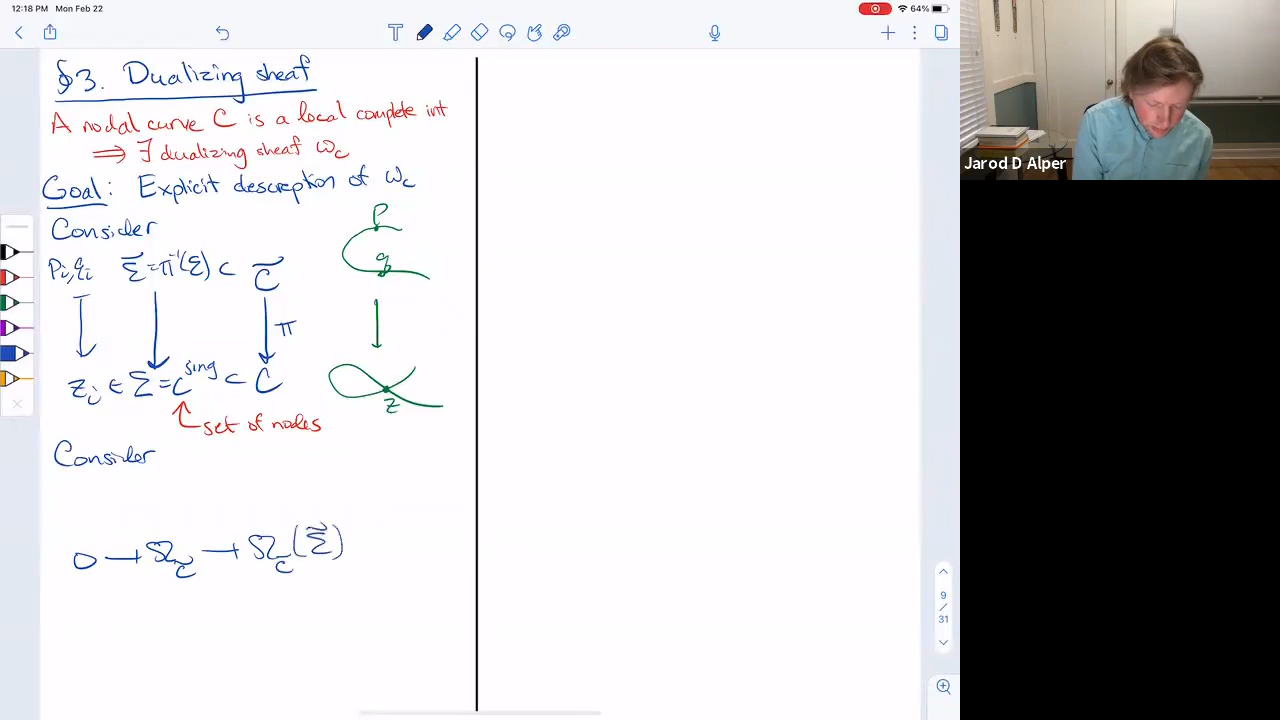 12:18 PM Mon Feb 22
64%
§3. Dualizing sheaf
A nodal curve C is a local complete int
⟹ ∃ dualizing sheaf ω_C
Goal: Explicit description of ω_C
Consider
p_i, q_i Σ̃ = π⁻¹(Σ) ⊂ C̃
π
z_i ∈ Σ = C^sing ⊂ C
set of nodes
p
q
z
Consider
0 → Ω_C̃ → Ω_C̃(Σ̃)
Jarod D Alper
9
/
31